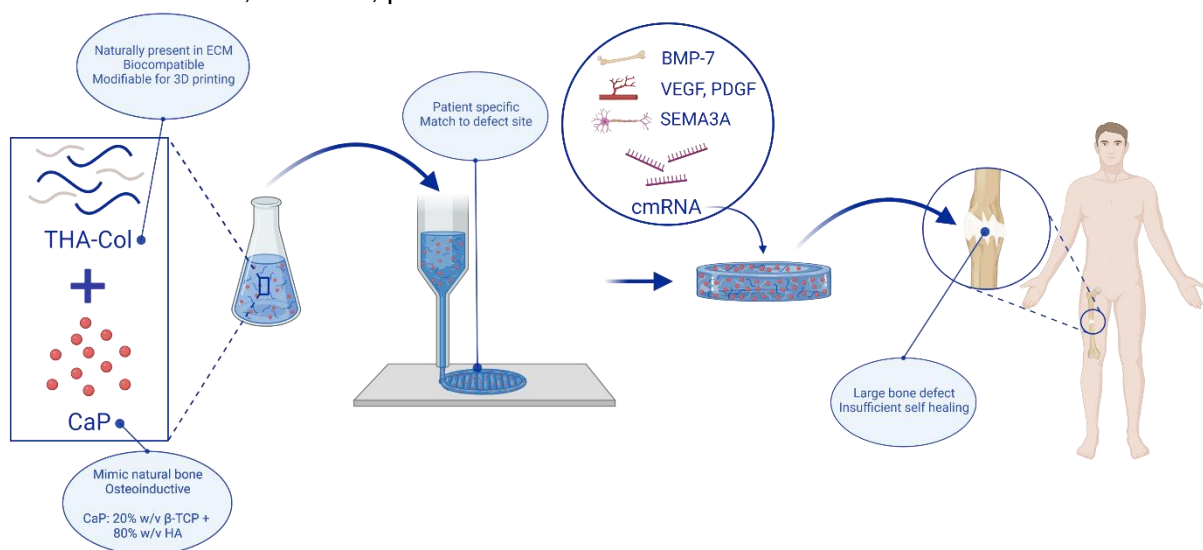 Naturally present in ECM
Biocompatible
Modifiable for 3D printing
THA-Col
+
CaP
Mimic natural bone
Osteoinductive
CaP: 20% w/v β-TCP +
80% w/v HA
Patient specific
Match to defect site
BMP-7
VEGF, PDGF
SEMA3A
cmRNA
Large bone defect
Insufficient self healing